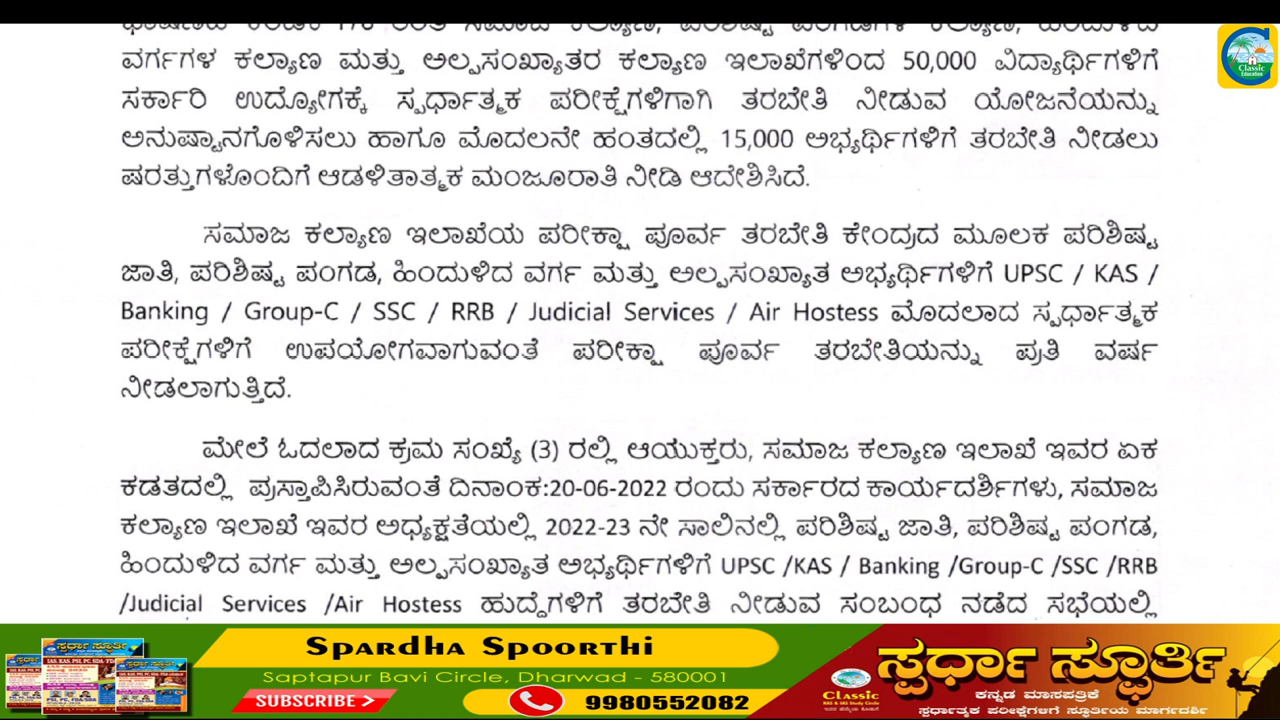 ವರ್ಗಗಳ ಕಲ್ಯಾಣ ಮತ್ತು ಅಲ್ಪಸಂಖ್ಯಾತರ ಕಲ್ಯಾಣ ಇಲಾಖೆಗಳಿಂದ 50,000 ವಿದ್ಯಾರ್ಥಿಗಳಿಗೆ
ಸರ್ಕಾರಿ ಉದ್ಯೋಗಕ್ಕೆ ಸ್ಪರ್ಧಾತ್ಮಕ ಪರೀಕ್ಷೆಗಳಿಗಾಗಿ ತರಬೇತಿ ನೀಡುವ ಯೋಜನೆಯನ್ನು
ಅನುಷ್ಠಾನಗೊಳಿಸಲು ಹಾಗೂ ಮೊದಲನೇ ಹಂತದಲ್ಲಿ 15,000 ಅಭ್ಯರ್ಥಿಗಳಿಗೆ ತರಬೇತಿ ನೀಡಲು
ಷರತ್ತುಗಳೊಂದಿಗೆ ಆಡಳಿತಾತ್ಮಕ ಮಂಜೂರಾತಿ ನೀಡಿ ಆದೇಶಿಸಿದೆ.
ಸಮಾಜ ಕಲ್ಯಾಣ ಇಲಾಖೆಯ ಪರೀಕ್ಷಾ ಪೂರ್ವ ತರಬೇತಿ ಕೇಂದ್ರದ ಮೂಲಕ ಪರಿಶಿಷ್ಟ
ಜಾತಿ, ಪರಿಶಿಷ್ಟ ಪಂಗಡ, ಹಿಂದುಳಿದ ವರ್ಗ ಮತ್ತು ಅಲ್ಪಸಂಖ್ಯಾತ ಅಭ್ಯರ್ಥಿಗಳಿಗೆ UPSC / KAS /
Banking / Group-C / SSC / RRB / Judicial Services / Air Hostess ಮೊದಲಾದ ಸ್ಪರ್ಧಾತ್ಮಕ
ಪರೀಕ್ಷೆಗಳಿಗೆ ಉಪಯೋಗವಾಗುವಂತೆ ಪರೀಕ್ಷಾ ಪೂರ್ವ ತರಬೇತಿಯನ್ನು ಪ್ರತಿ ವರ್ಷ
ನೀಡಲಾಗುತ್ತಿದೆ.
ಮೇಲೆ ಓದಲಾದ ಕ್ರಮ ಸಂಖ್ಯೆ (3) ರಲ್ಲಿ ಆಯುಕ್ತರು, ಸಮಾಜ ಕಲ್ಯಾಣ ಇಲಾಖೆ ಇವರ ಏಕ
ಕಡತದಲ್ಲಿ ಪ್ರಸ್ತಾಪಿಸಿರುವಂತೆ ದಿನಾಂಕ:20-06-2022 ರಂದು ಸರ್ಕಾರದ ಕಾರ್ಯದರ್ಶಿಗಳು, ಸಮಾಜ
ಕಲ್ಯಾಣ ಇಲಾಖೆ ಇವರ ಅಧ್ಯಕ್ಷತೆಯಲ್ಲಿ 2022-23 ನೇ ಸಾಲಿನಲ್ಲಿ ಪರಿಶಿಷ್ಟ ಜಾತಿ, ಪರಿಶಿಷ್ಟ ಪಂಗಡ,
ಹಿಂದುಳಿದ ವರ್ಗ ಮತ್ತು ಅಲ್ಪಸಂಖ್ಯಾತ ಅಭ್ಯರ್ಥಿಗಳಿಗೆ UPSC /KAS / Banking /Group-C /SSC /RRB
/Judicial Services /Air Hostess ಹುದ್ದೆಗಳಿಗೆ ತರಬೇತಿ ನೀಡುವ ಸಂಬಂಧ ನಡೆದ ಸಭೆಯಲ್ಲಿ
Classic
Education
Spardha Spoorthi
Saptapur Bavi Circle, Dharwad - 580001
SUBSCRIBE
9980552082
ಸ್ಪರ್ಧಾ ಸ್ಫೂರ್ತಿ
ಕನ್ನಡ ಮಾಸಪತ್ರಿಕೆ
ಸ್ಪರ್ಧಾತ್ಮಕ ಪರೀಕ್ಷೆಗಳಿಗೆ ಸ್ಫೂರ್ತಿಯ ಮಾರ್ಗದರ್ಶಿ
Classic